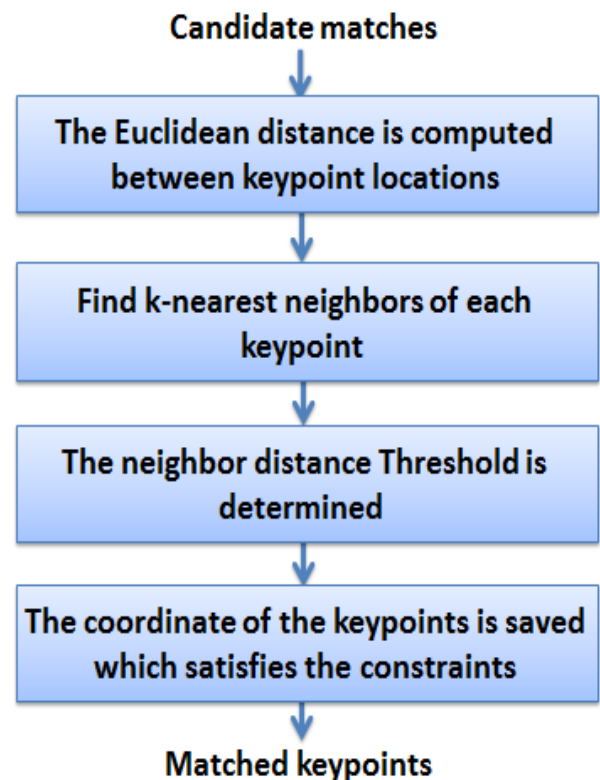 Candidate matches
The Euclidean distance is computed
between keypoint locations
Find k-nearest neighbors of each
keypoint
The neighbor distance Threshold is
determined
The coordinate of the keypoints is saved
which satisfies the constraints
Matched keypoints